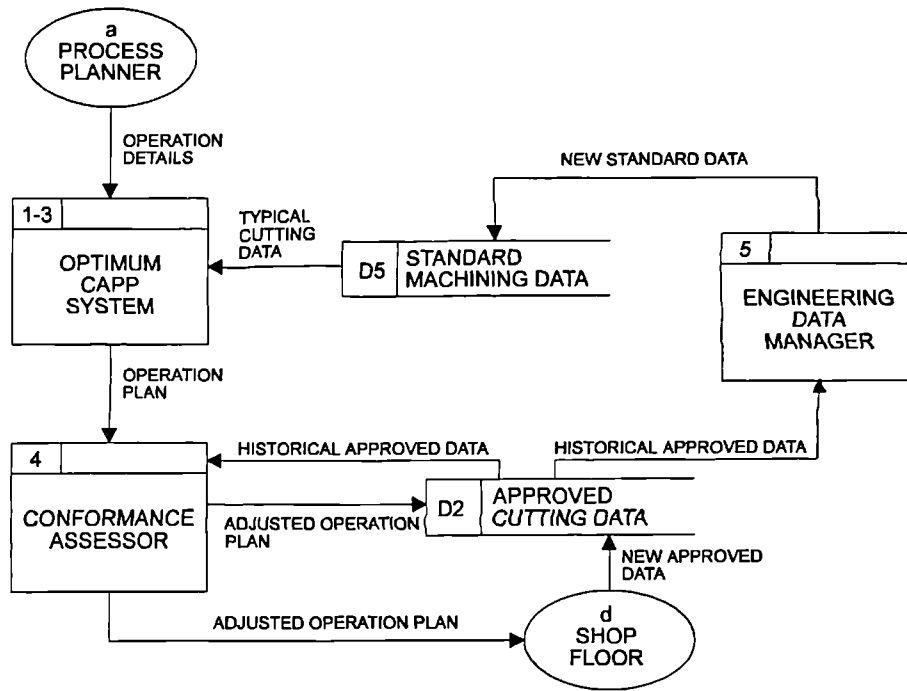 a
PROCESS
PLANNER
OPERATION
DETAILS
NEW STANDARD DATA
1-3
OPTIMUM
CAPP
SYSTEM
TYPICAL
CUTTING
DATA
D5
STANDARD
MACHINING DATA
5
ENGINEERING
DATA
MANAGER
OPERATION
PLAN
HISTORICAL APPROVED DATA
HISTORICAL APPROVED DATA
4
CONFORMANCE
ASSESSOR
ADJUSTED OPERATION
PLAN
D2
APPROVED
CUTTING DATA
NEW APPROVED
DATA
ADJUSTED OPERATION PLAN
d
SHOP
FLOOR